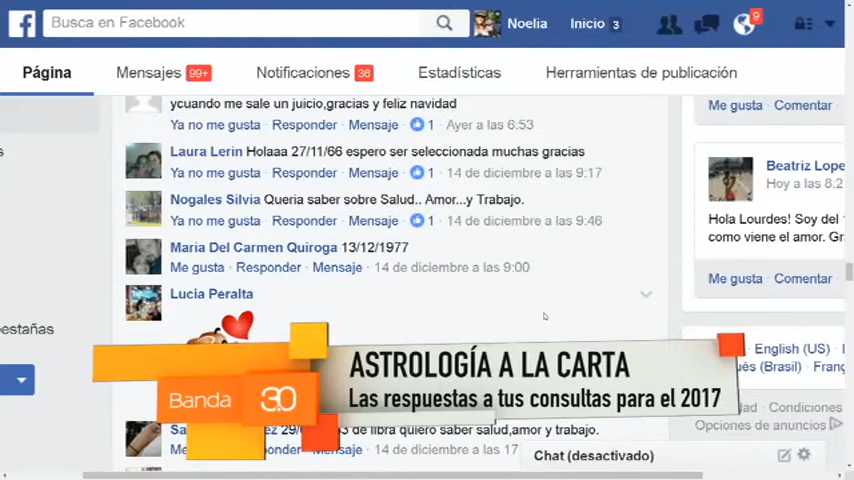 Busca en Facebook
Noelia
Inicio 3
9
Página
Mensajes 99+
Notificaciones 36
Estadísticas
Herramientas de publicación
ycuando me sale un juicio,gracias y feliz navidad
Ya no me gusta · Responder · Mensaje · 1 · Ayer a las 6:53
Laura Lerin Holaaa 27/11/66 espero ser seleccionada muchas gracias
Ya no me gusta · Responder · Mensaje · 1 · 14 de diciembre a las 9:17
Nogales Silvia Queria saber sobre Salud.. Amor...y Trabajo.
Ya no me gusta · Responder · Mensaje · 1 · 14 de diciembre a las 9:46
Maria Del Carmen Quiroga 13/12/1977
Me gusta · Responder · Mensaje · 14 de diciembre a las 9:00
Lucia Peralta
estañas
Me gusta · Comentar ·
Beatriz Lope
Hoy a las 8:2
Hola Lourdes! Soy del
como viene el amor. Gra
Me gusta · Comentar ·
English (US) ·
(Brasil) · Franç
Condiciones
Opciones de anuncios
ASTROLOGÍA A LA CARTA
Las respuestas a tus consultas para el 2017
Banda 3.0
de libra quiero saber salud,amor y trabajo.
Me · Mensaje · 14 de diciembre a las 17
Chat (desactivado)